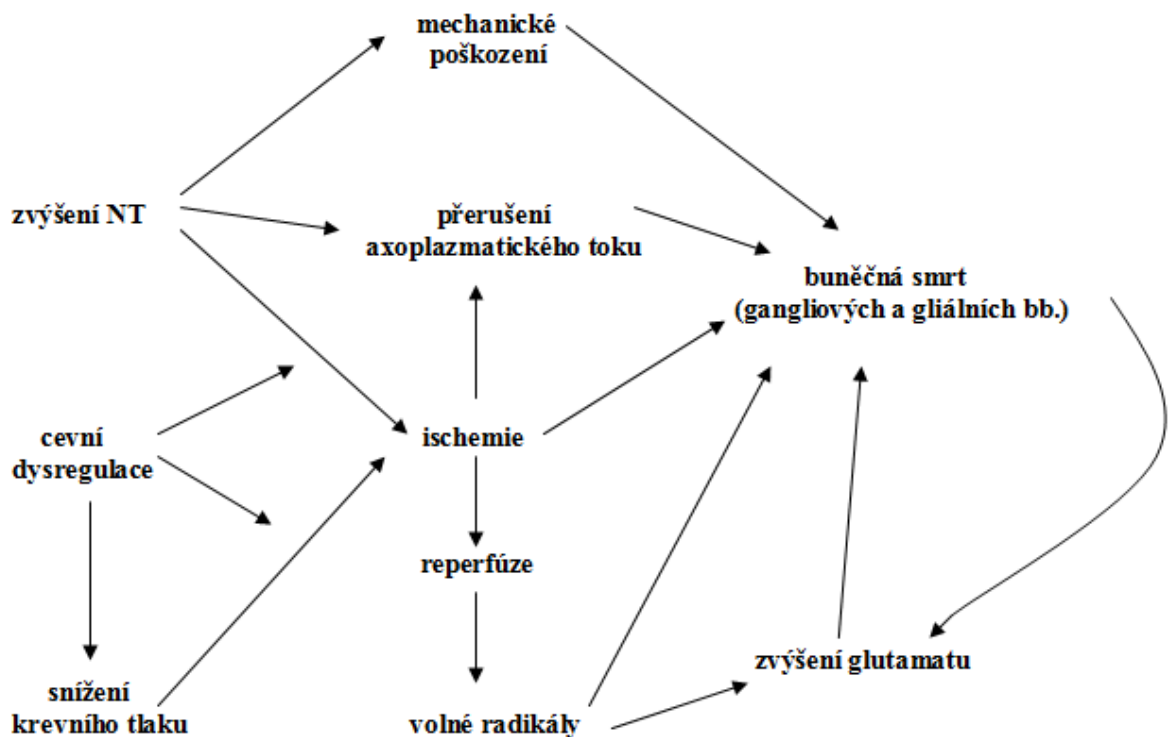 mechanické
poškození
zvýšení NT
přerušení
axoplazmatického toku
buněčná smrt
(gangliových a gliálních bb.)
cevní
dysregulace
ischemie
reperfúze
snížení
krevního tlaku
volné radikály
zvýšení glutamatu